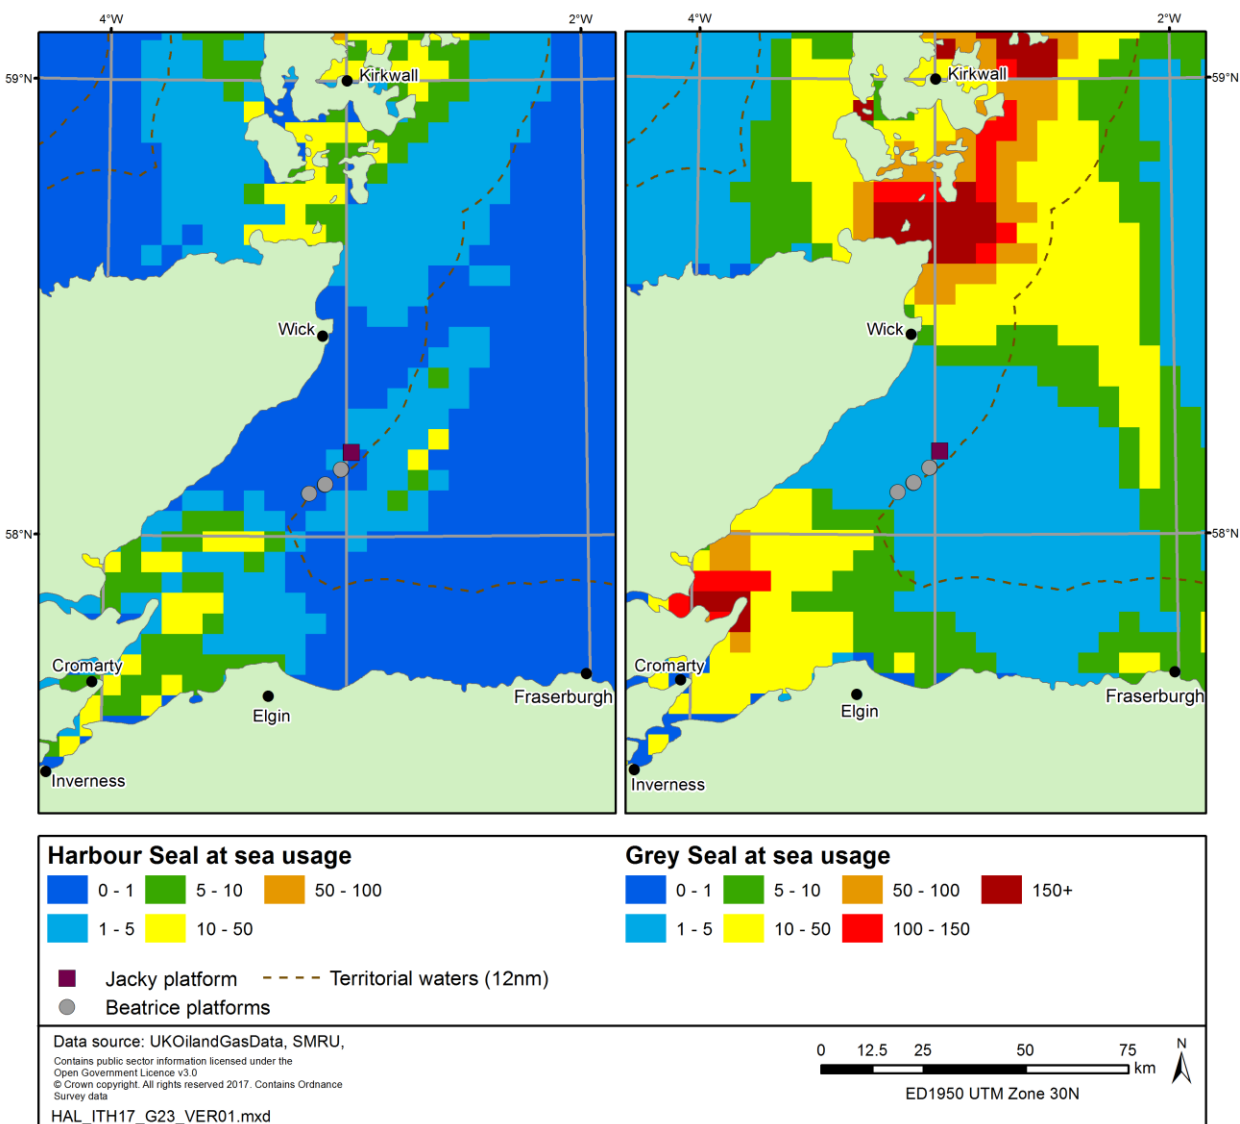 4°W 2°W 4°W 2°W
59°N 59°N
Kirkwall Kirkwall
Wick Wick
58°N 58°N
Cromarty Cromarty
Fraserburgh Fraserburgh
Elgin Elgin
Inverness Inverness
Harbour Seal at sea usage
0 - 1 5 - 10 50 - 100
1 - 5 10 - 50
Grey Seal at sea usage
0 - 1 5 - 10 50 - 100 150+
1 - 5 10 - 50 100 - 150
Jacky platform Territorial waters (12nm)
Beatrice platforms
Data source: UKOilandGasData, SMRU,
Contains public sector information licensed under the
Open Government Licence v3.0
© Crown copyright. All rights reserved 2017. Contains Ordnance
Survey data
HAL_ITH17_G23_VER01.mxd
0 12.5 25 50 75
km
N
ED1950 UTM Zone 30N